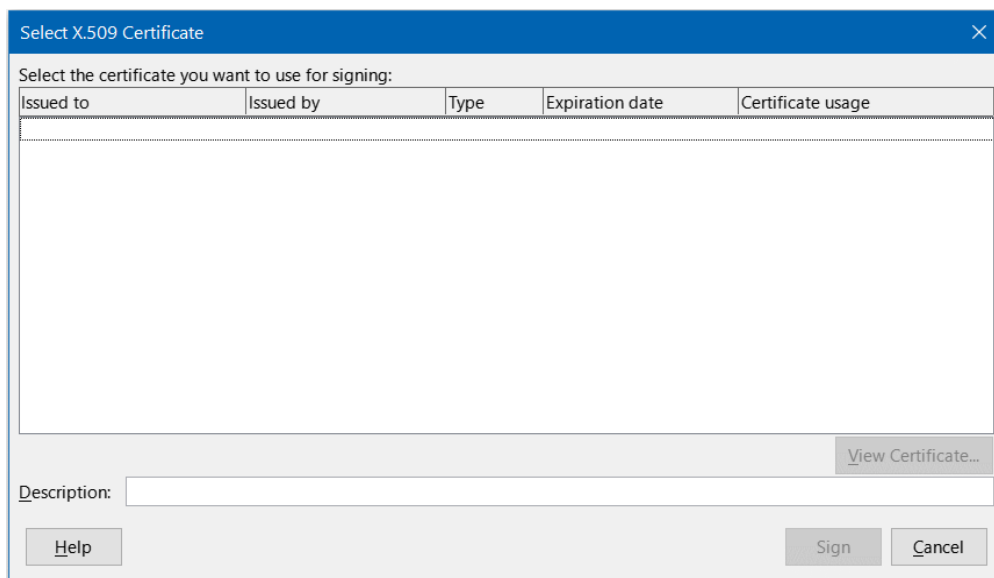 Select X.509 Certificate
Select the certificate you want to use for signing:
Issued to Issued by Type Expiration date Certificate usage
View Certificate...
Description:
Help Sign Cancel